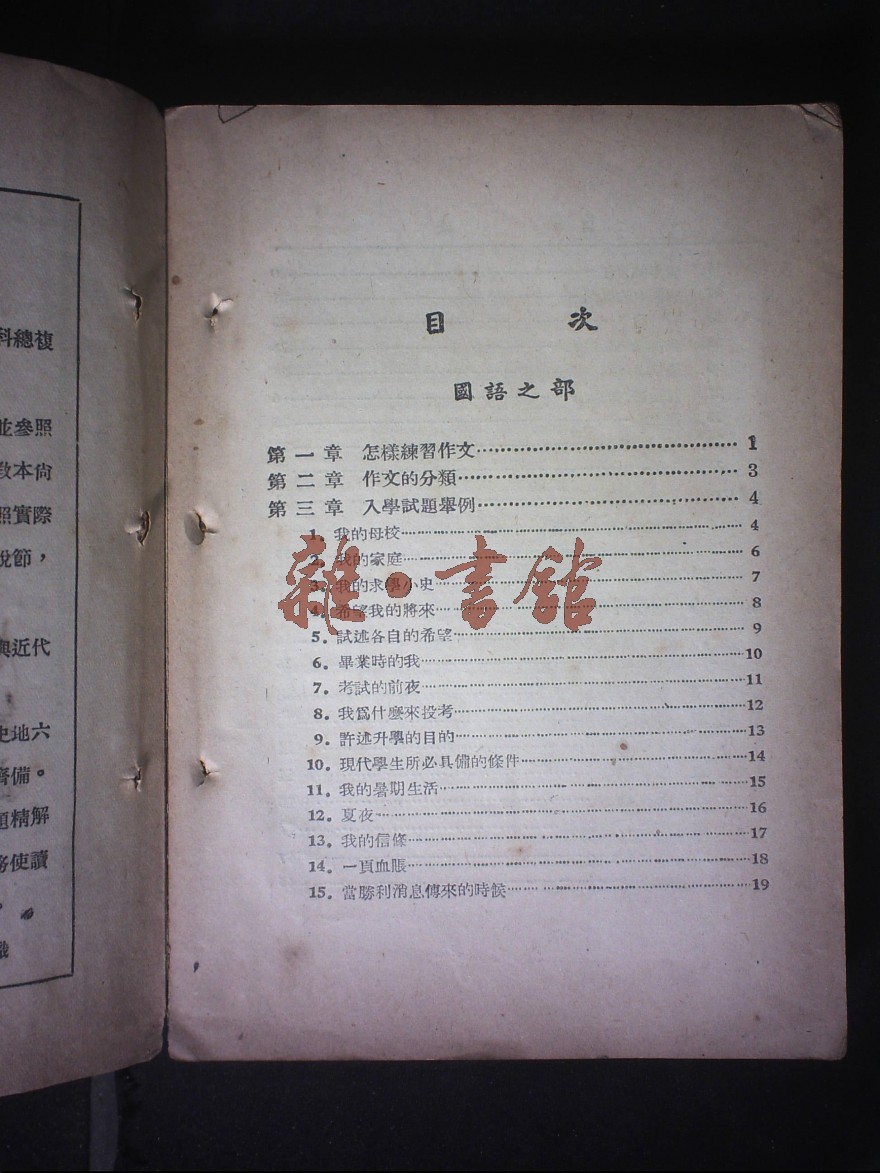 目 次
國語之部
第一章 怎樣練習作文 1
第二章 作文的分類 3
第三章 入學試題舉例 4
1. 我的母校 4
2. 我的家庭 6
3. 我的求學小史 7
4. 希望我的將來 8
5. 試述各自的希望 9
6. 畢業時的我 10
7. 考試的前夜 11
8. 我爲什麼來投考 12
9. 許述升學的目的 13
10. 現代學生所必具備的條件 14
11. 我的暑期生活 15
12. 夏夜 16
13. 我的信條 17
14. 一頁血賬 18
15. 當勝利消息傳來的時候 19
雜·書館
科總複
並參照
教本尚
照實際
說節，
與近代
史地六
齊備。
題精解
務使讀
。
識